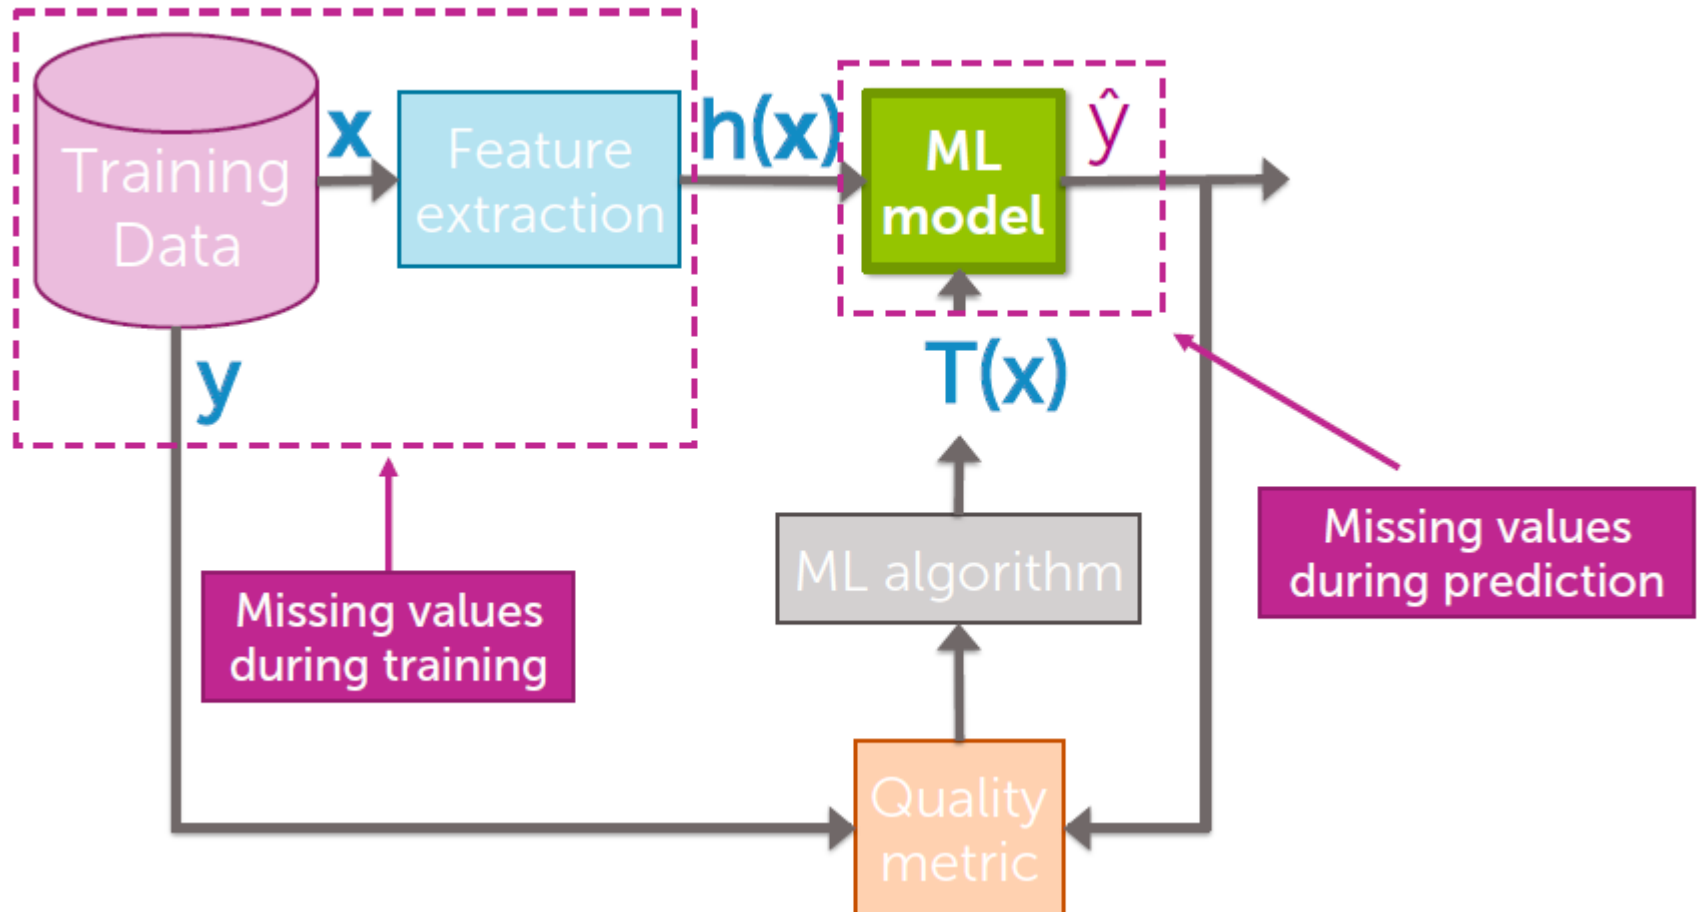 Training
Data
x
Feature
extraction
h(x)
ML
model
ŷ
y
T(x)
ML algorithm
Missing values
during training
Missing values
during prediction
Quality
metric